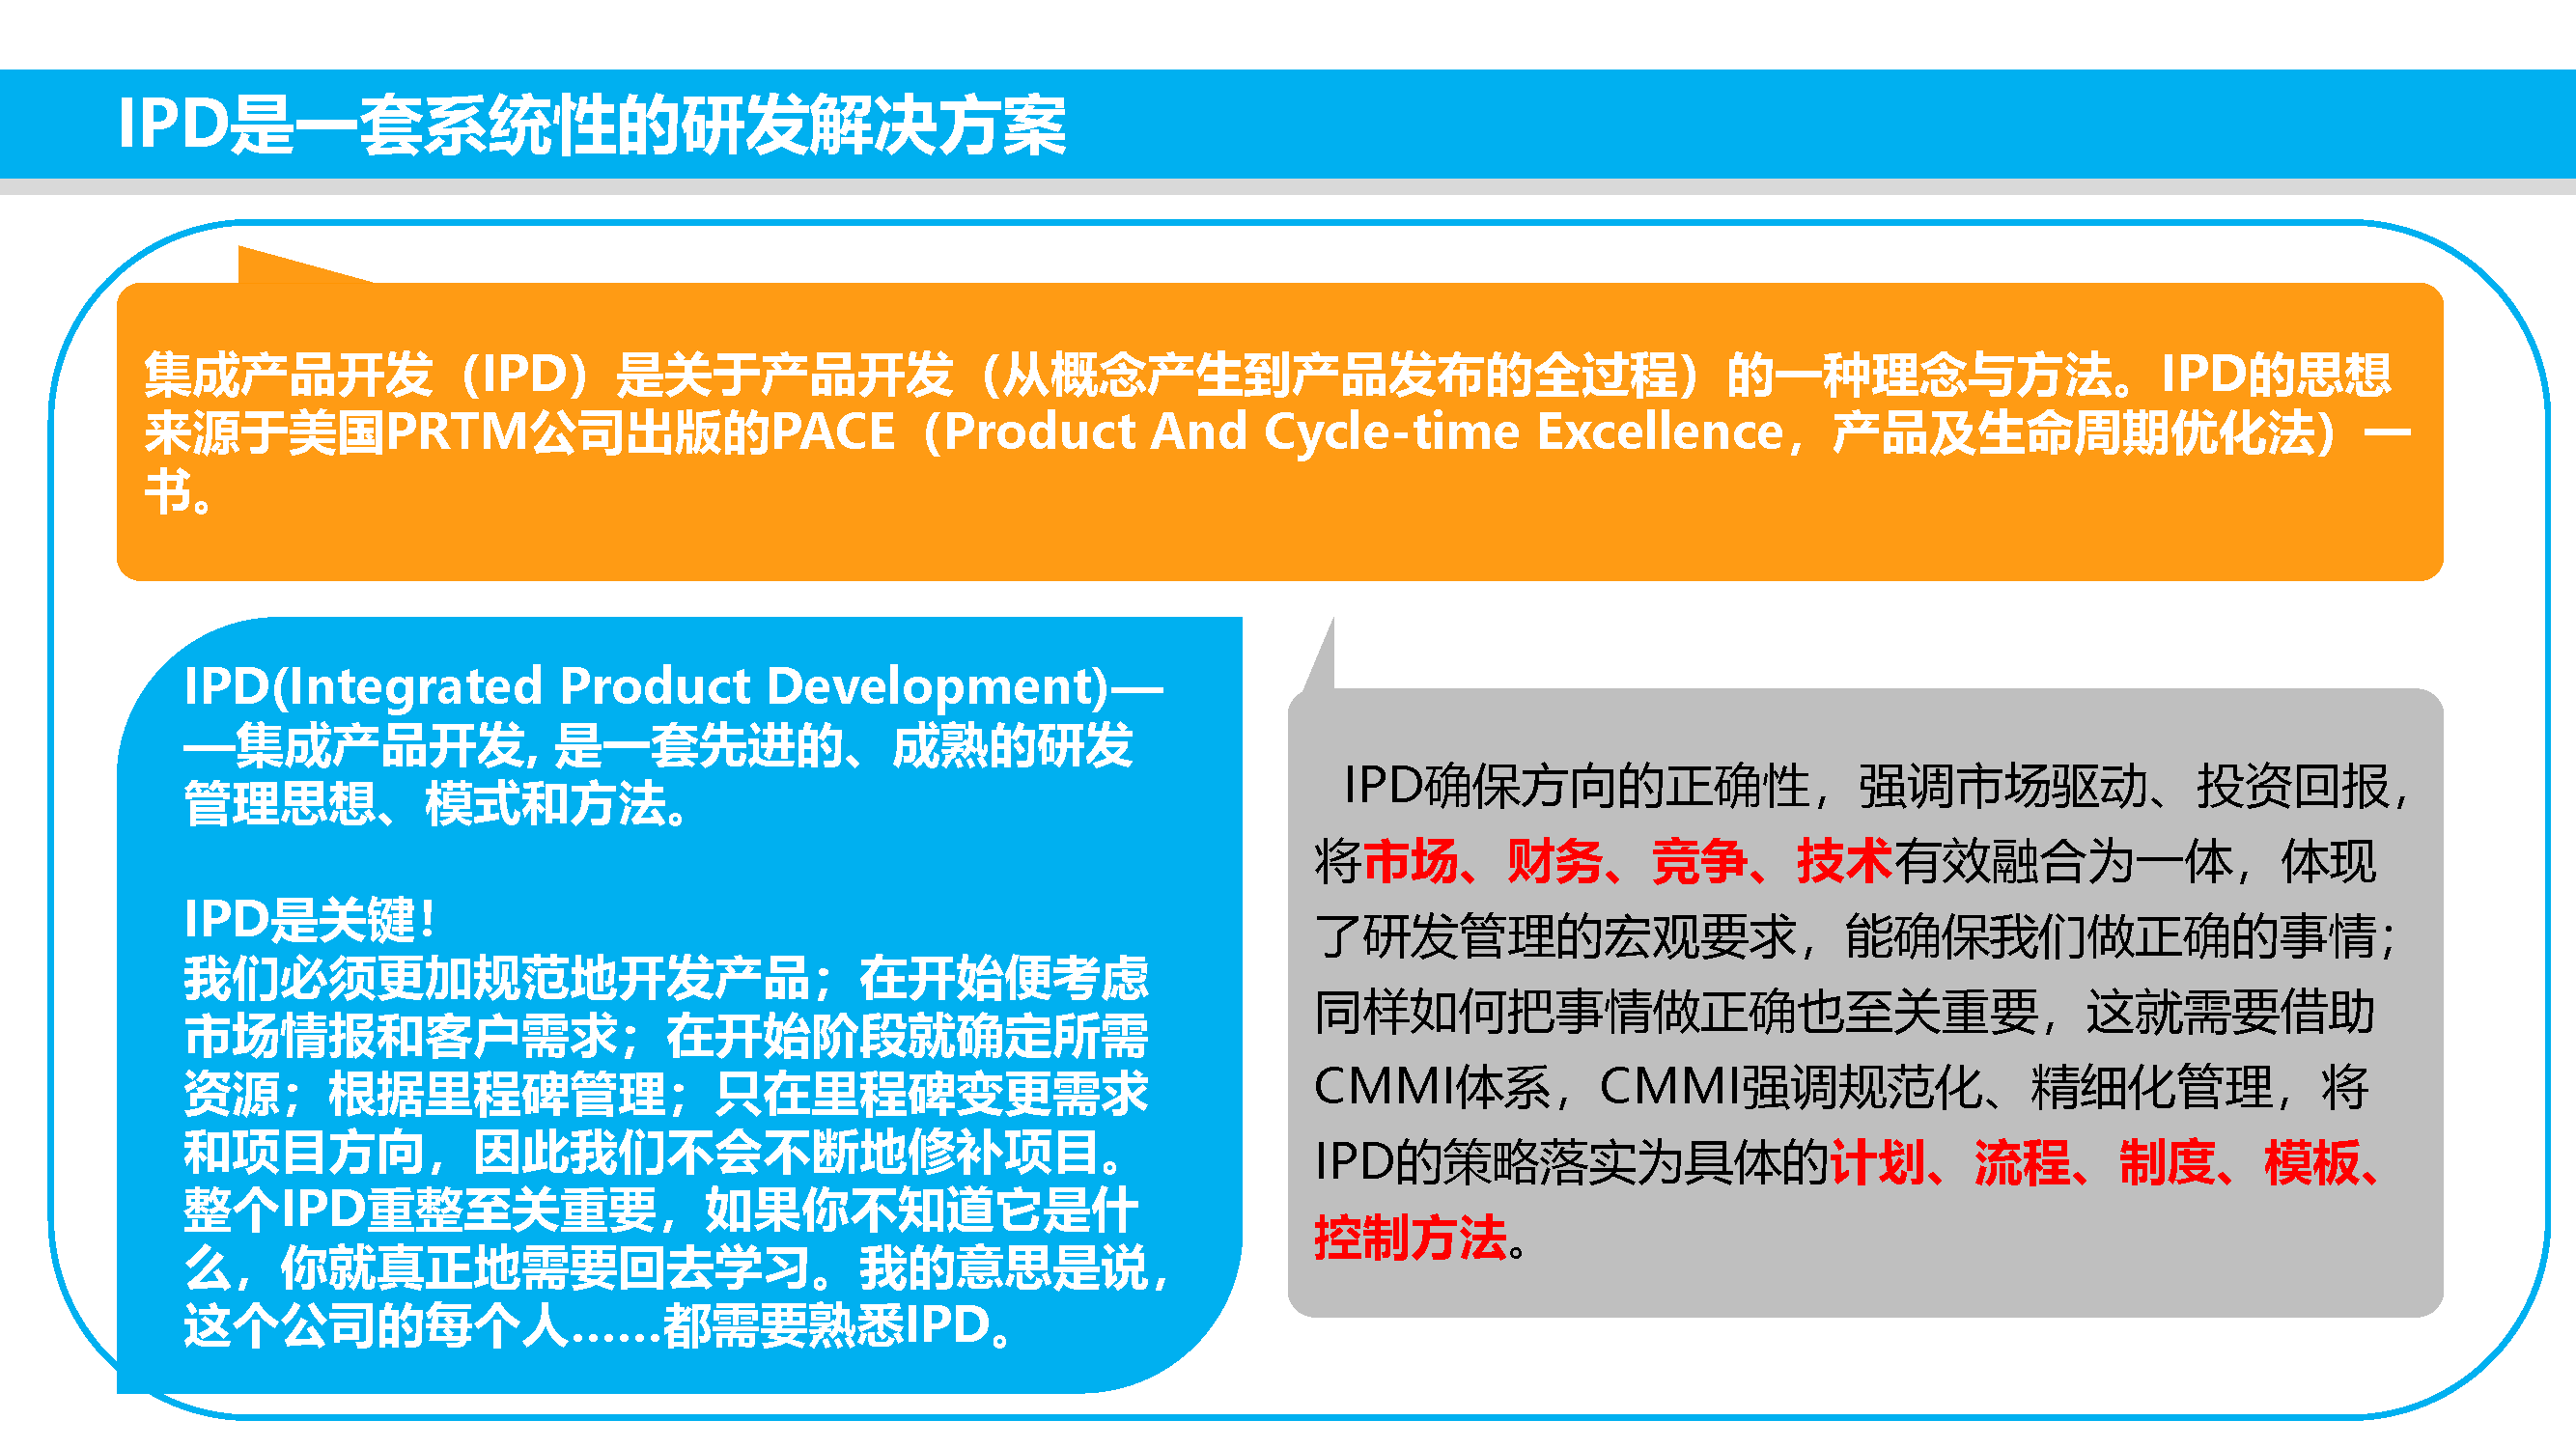 IPD是一套系统性的研发解决方案
集成产品开发（IPD）是关于产品开发（从概念产生到产品发布的全过程）的一种理念与方法。IPD的思想
来源于美国PRTM公司出版的PACE（Product And Cycle-time Excellence，产品及生命周期优化法）一
书。
IPD(Integrated Product Development)—
—集成产品开发, 是一套先进的、成熟的研发
管理思想、模式和方法。
IPD是关键！
我们必须更加规范地开发产品；在开始便考虑
市场情报和客户需求；在开始阶段就确定所需
资源；根据里程碑管理；只在里程碑变更需求
和项目方向，因此我们不会不断地修补项目。
整个IPD重整至关重要，如果你不知道它是什
么，你就真正地需要回去学习。我的意思是说，
这个公司的每个人……都需要熟悉IPD。
IPD确保方向的正确性，强调市场驱动、投资回报，
将市场、财务、竞争、技术有效融合为一体，体现
了研发管理的宏观要求，能确保我们做正确的事情；
同样如何把事情做正确也至关重要，这就需要借助
CMMI体系，CMMI强调规范化、精细化管理，将
IPD的策略落实为具体的计划、流程、制度、模板、
控制方法。